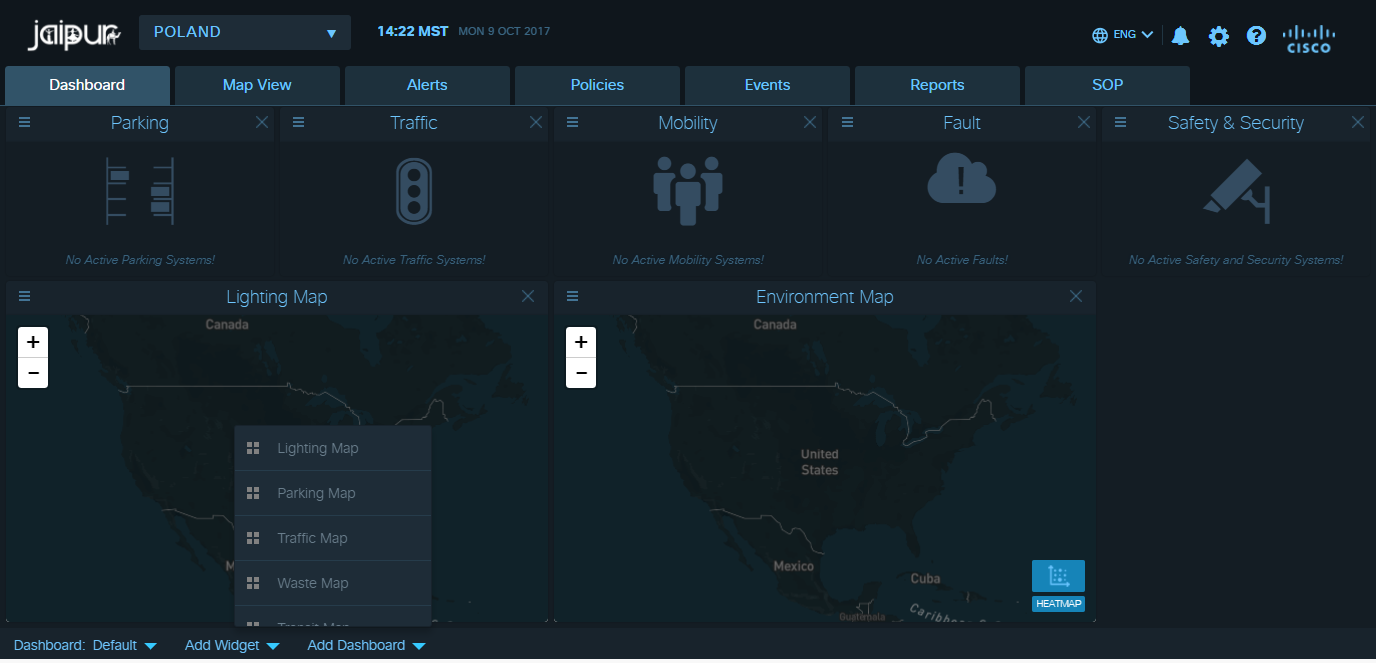 jaipur POLAND 14:22 MST MON 9 OCT 2017 ENG CISCO
Dashboard Map View Alerts Policies Events Reports SOP
Parking Traffic Mobility Fault Safety & Security
No Active Parking Systems! No Active Traffic Systems! No Active Mobility Systems! No Active Faults! No Active Safety and Security Systems!
Lighting Map Environment Map
+
−
Canada
Lighting Map
Parking Map
Traffic Map
Waste Map
Transit Map
+
−
Canada
United
States
Mexico
Cuba
Guatemala
HEATMAP
Dashboard: Default Add Widget Add Dashboard